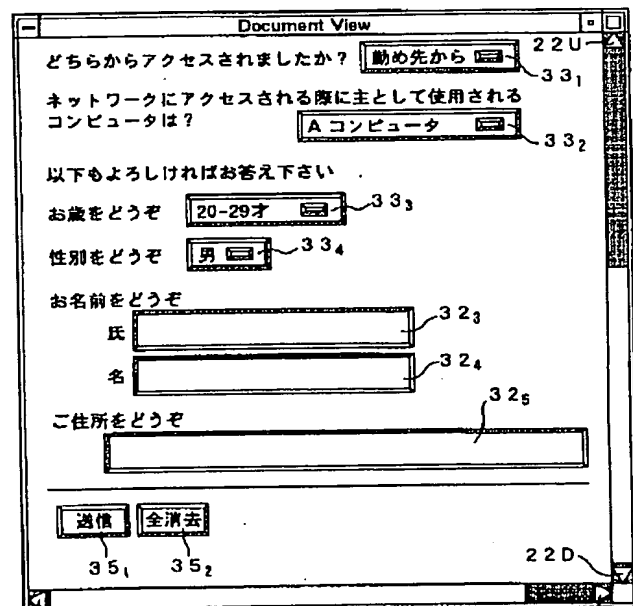 Document View
どちらからアクセスされましたか？ 勤め先から 22U
33₁
ネットワークにアクセスされる際に主として使用される
コンピュータは？ A コンピュータ 33₂
以下もよろしければお答え下さい
お歳をどうぞ 20-29才 33₃
性別をどうぞ 男 33₄
お名前をどうぞ
氏 32₃
名 32₄
ご住所をどうぞ 32₅
送信 全消去
35₁ 35₂ 22D